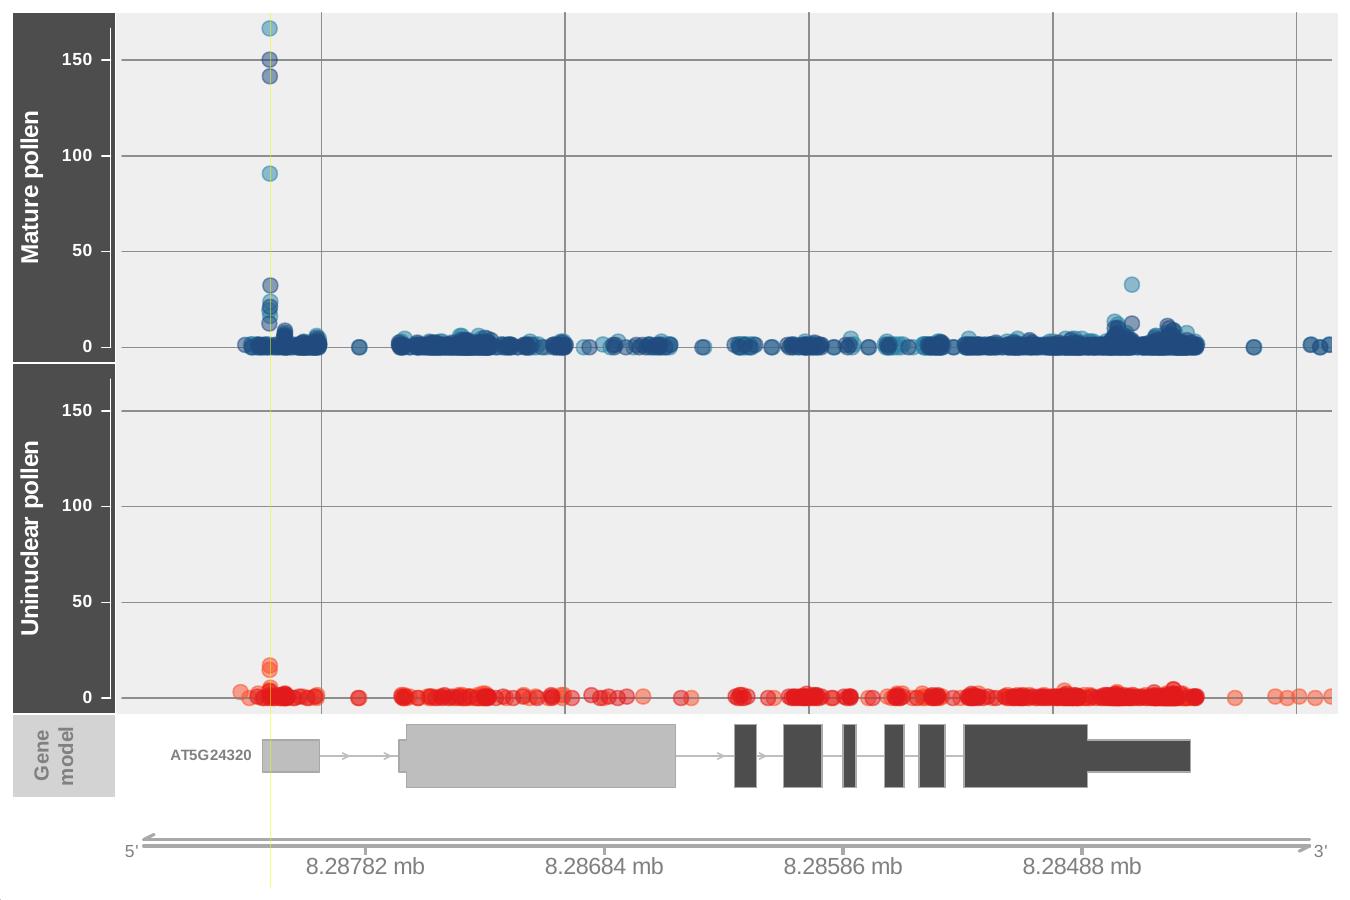 Mature pollen
150
100
50
0
Uninuclear pollen
150
100
50
0
Gene
model
AT5G24320
5'
3'
8.28782 mb
8.28684 mb
8.28586 mb
8.28488 mb